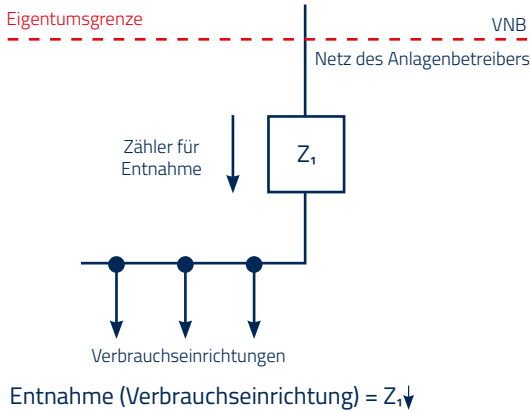 Eigentumsgrenze
VNB
Netz des Anlagenbetreibers
Zähler für
Entnahme
Z₁
Verbrauchseinrichtungen
Entnahme (Verbrauchseinrichtung) = Z₁↓